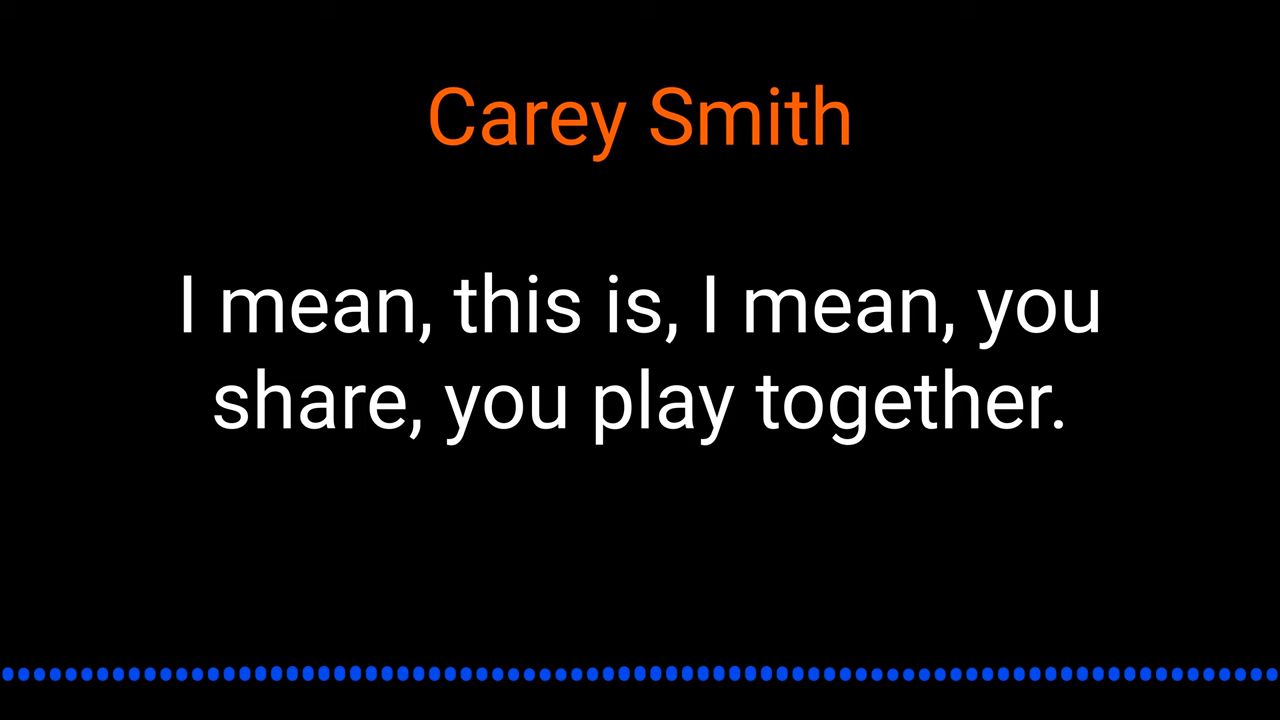 Carey Smith
I mean, this is, I mean, you
share, you play together.